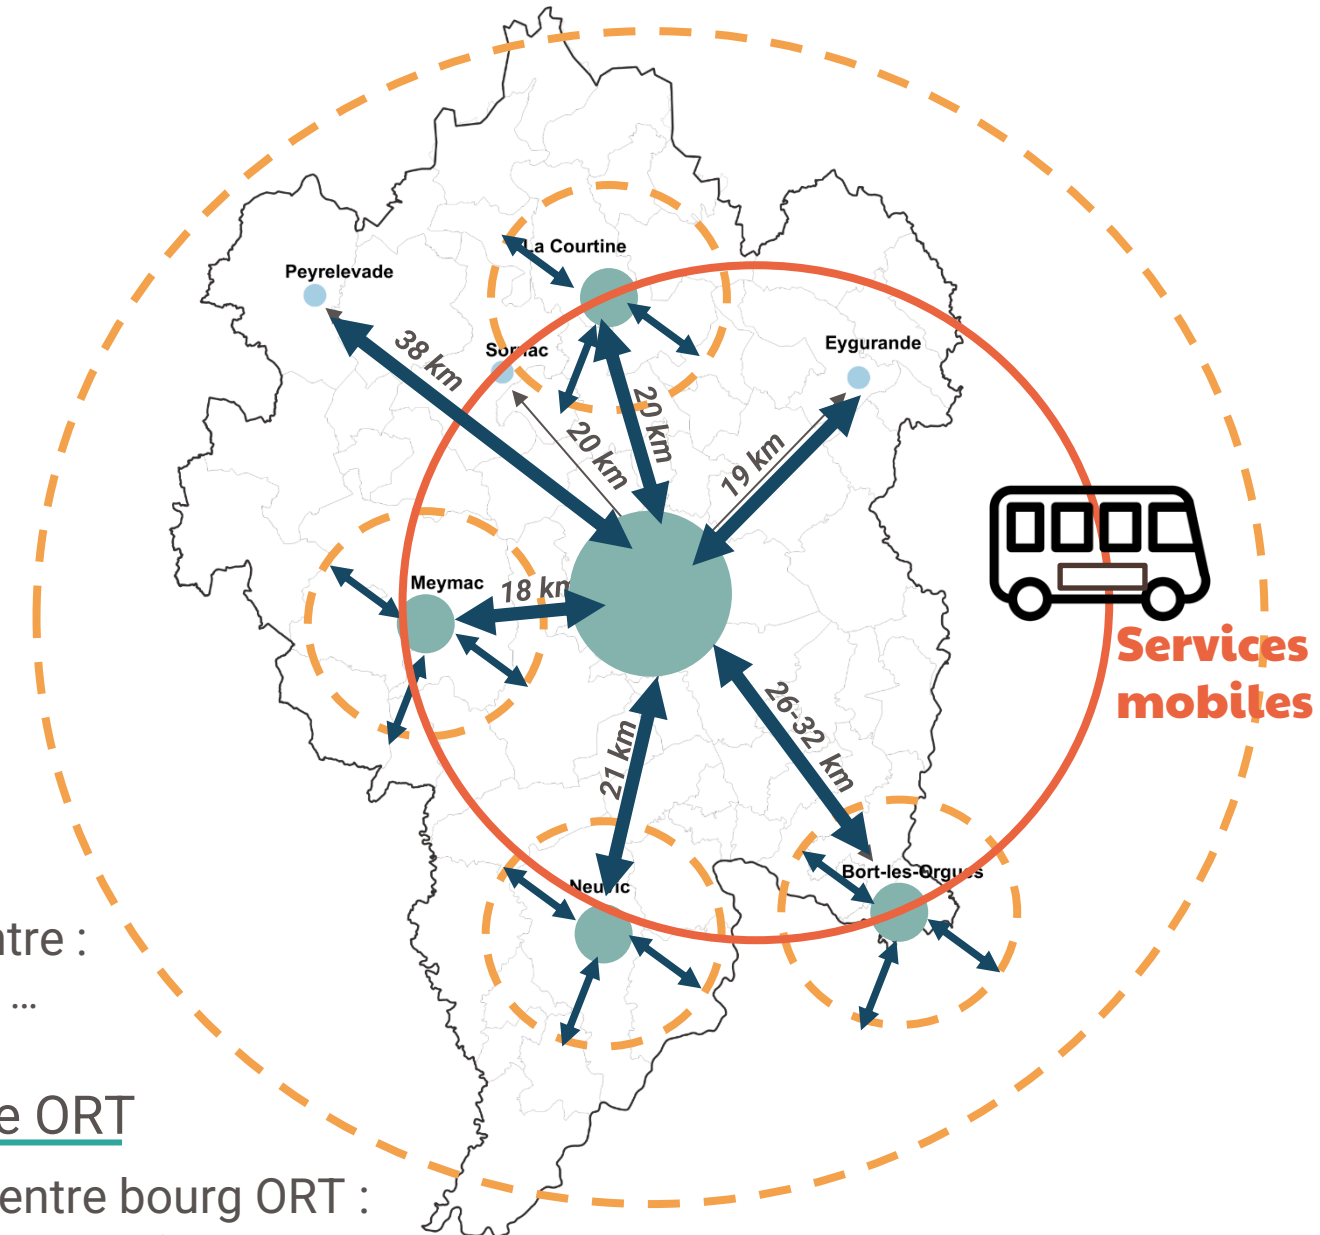 La Courtine
Peyrelevade
38 km
Sornac
Eygurande
20 km
20 km
19 km
Meymac
18 km
Services
mobiles
26-32 km
21 km
Bort-les-Orgues
Neuvic
ntre :
...
e ORT
entre bourg ORT :